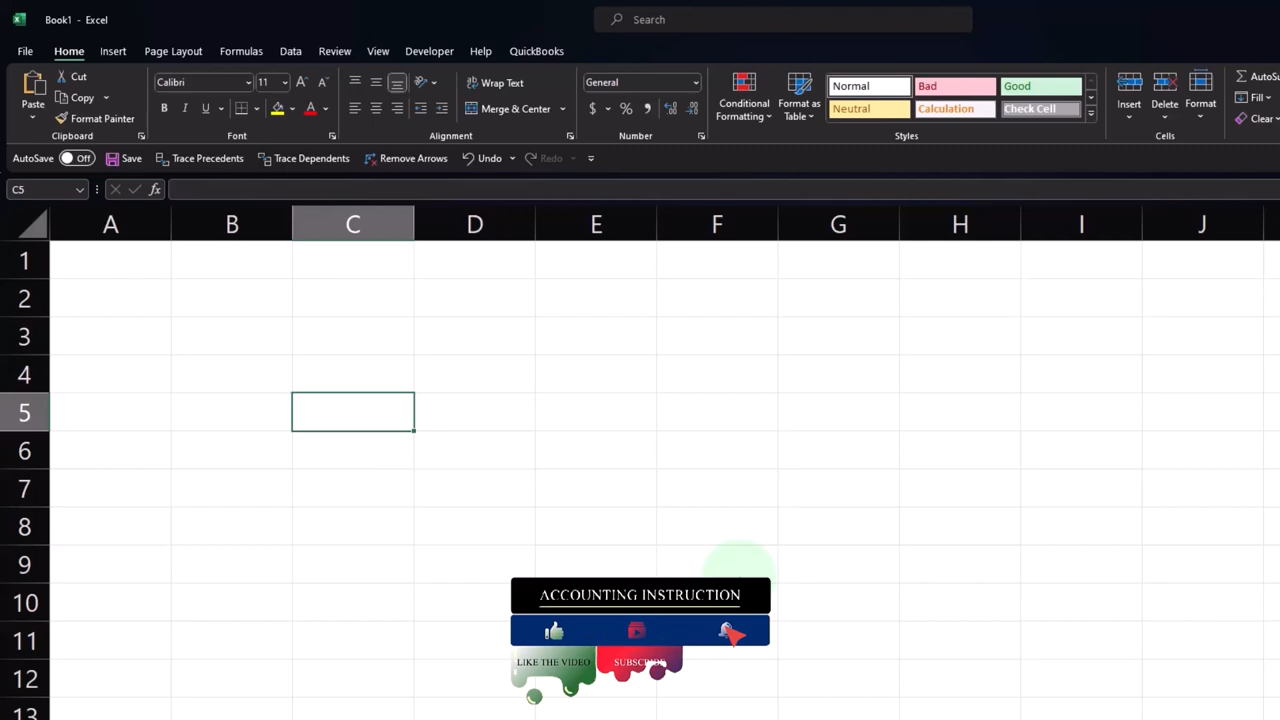 Book1 - Excel
Search
File Home Insert Page Layout Formulas Data Review View Developer Help QuickBooks
Paste
Cut
Copy
Format Painter
Clipboard
Calibri 11
B I U
Font
Wrap Text
Merge & Center
Alignment
General
$ % ,
Number
Conditional Formatting
Format as Table
Normal Bad Good
Neutral Calculation Check Cell
Styles
Insert Delete Format
Cells
Fill
Clear
AutoSave Off Save Trace Precedents Trace Dependents Remove Arrows Undo Redo
C5 fx
A B C D E F G H I J
1
2
3
4
5
6
7
8
9
10
11
12
13
ACCOUNTING INSTRUCTION
LIKE THE VIDEO SUBSCRIBE